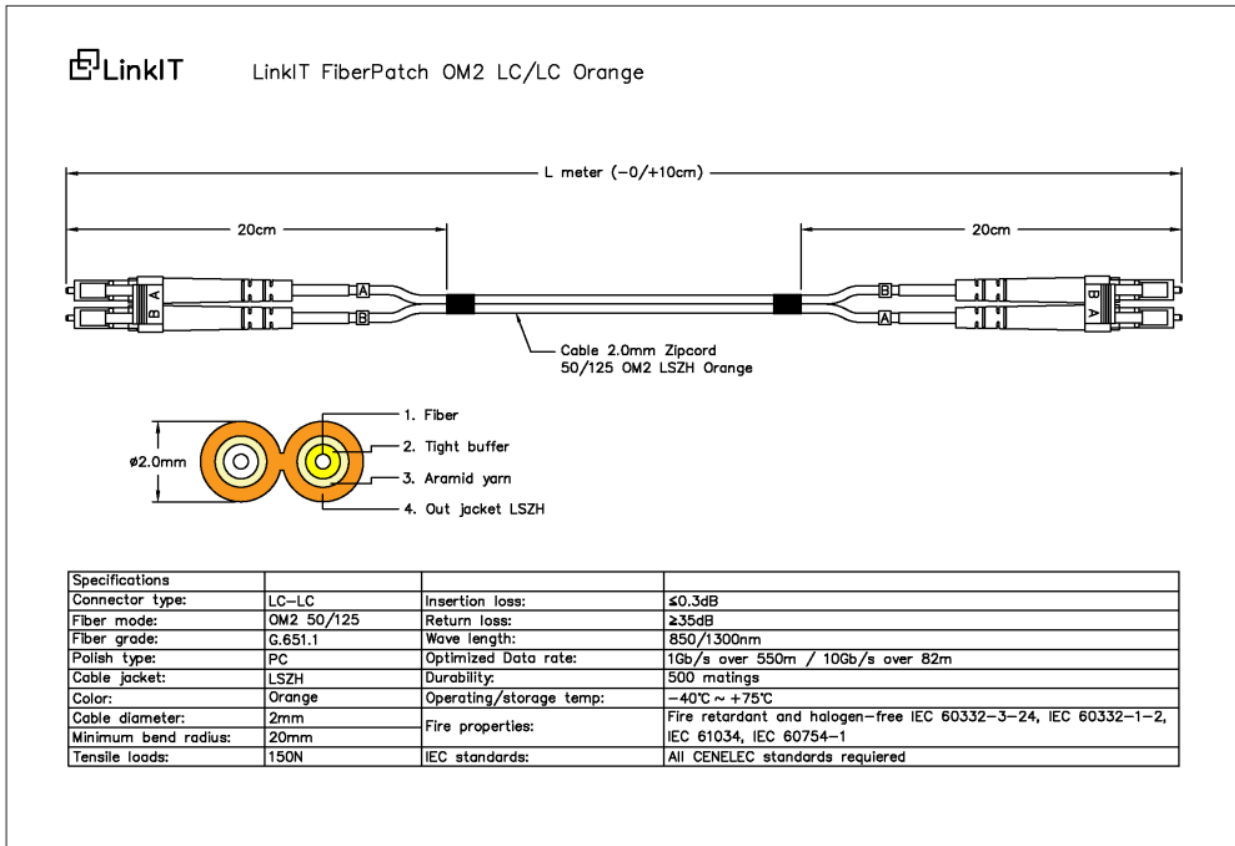 LinkIT
LinkIT FiberPatch OM2 LC/LC Orange
L meter (-0/+10cm)
20cm
20cm
A
B
B A
B
A
B A
Cable 2.0mm Zipcord
50/125 OM2 LSZH Orange
ø2.0mm
1. Fiber
2. Tight buffer
3. Aramid yarn
4. Out jacket LSZH
Specifications
Connector type: LC-LC Insertion loss: ≤0.3dB
Fiber mode: OM2 50/125 Return loss: ≥35dB
Fiber grade: G.651.1 Wave length: 850/1300nm
Polish type: PC Optimized Data rate: 1Gb/s over 550m / 10Gb/s over 82m
Cable jacket: LSZH Durability: 500 matings
Color: Orange Operating/storage temp: -40℃ ~ +75℃
Cable diameter: 2mm Fire properties: Fire retardant and halogen-free IEC 60332-3-24, IEC 60332-1-2,
Minimum bend radius: 20mm IEC 61034, IEC 60754-1
Tensile loads: 150N IEC standards: All CENELEC standards requiered